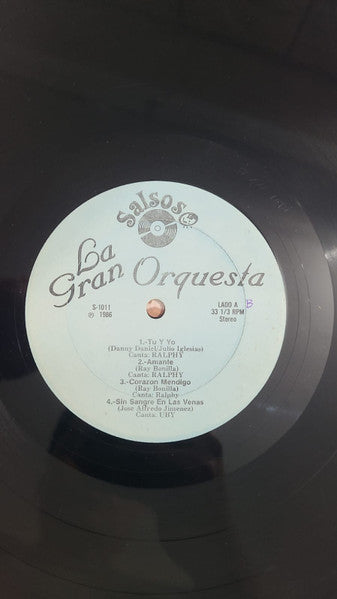 Salsoso
La
Gran Orquesta
S-1011
℗ 1986
LADO A B
33 1/3 RPM
Stereo
1.-Tu Y Yo
(Danny Daniel/Julio Iglesias)
Canta: RALPHY
2.-Amante
(Ray Bonilla)
Canta: RALPHY
3.-Corazon Mendigo
(Ray Bonilla)
Canta: Ralphy
4.-Sin Sangre En Las Venas
(Jose Alfredo Jimenez)
Canta: UBY